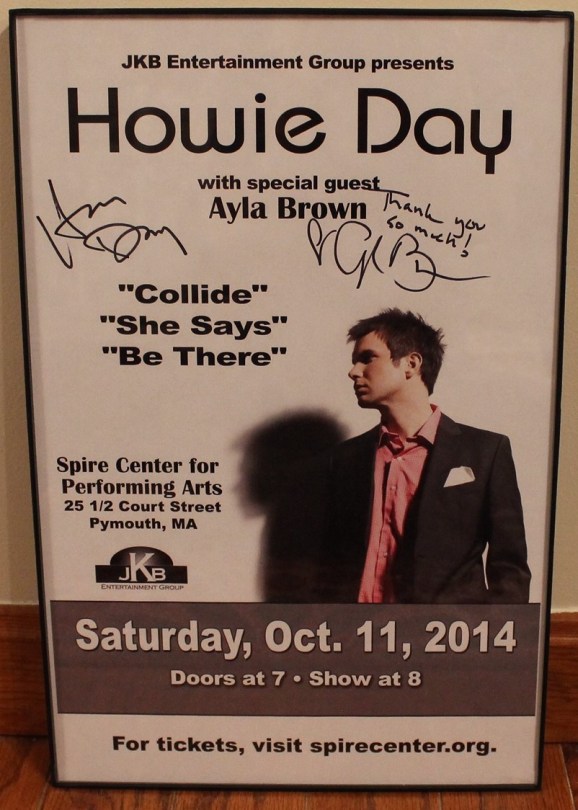 JKB Entertainment Group presents
Howie Day
with special guest
Ayla Brown
Thank you
so much!
"Collide"
"She Says"
"Be There"
Spire Center for
Performing Arts
25 1/2 Court Street
Pymouth, MA
JKB
ENTERTAINMENT GROUP
Saturday, Oct. 11, 2014
Doors at 7 • Show at 8
For tickets, visit spirecenter.org.